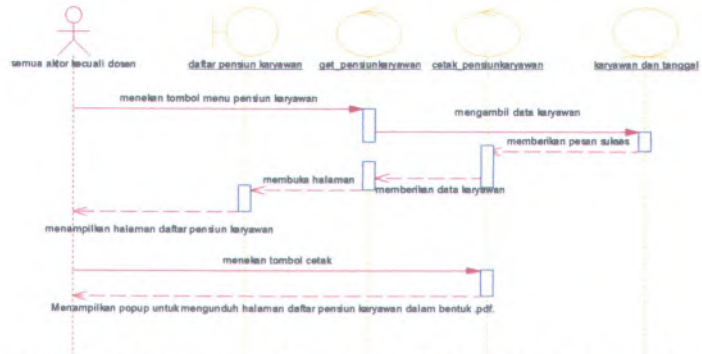 semua aktor kecuali dosen
daftar pensiun karyawan
get_pensiunkaryawan
cetak_pensiunkaryawan
karyawan dan tanggal
menekan tombol menu pensiun karyawan
mengambil data karyawan
memberikan pesan sukses
membuka halaman
memberikan data karyawan
menampilkan halaman daftar pensiun karyawan
menekan tombol cetak
Menampilkan popup untuk mengunduh halaman daftar pensiun karyawan dalam bentuk .pdf.